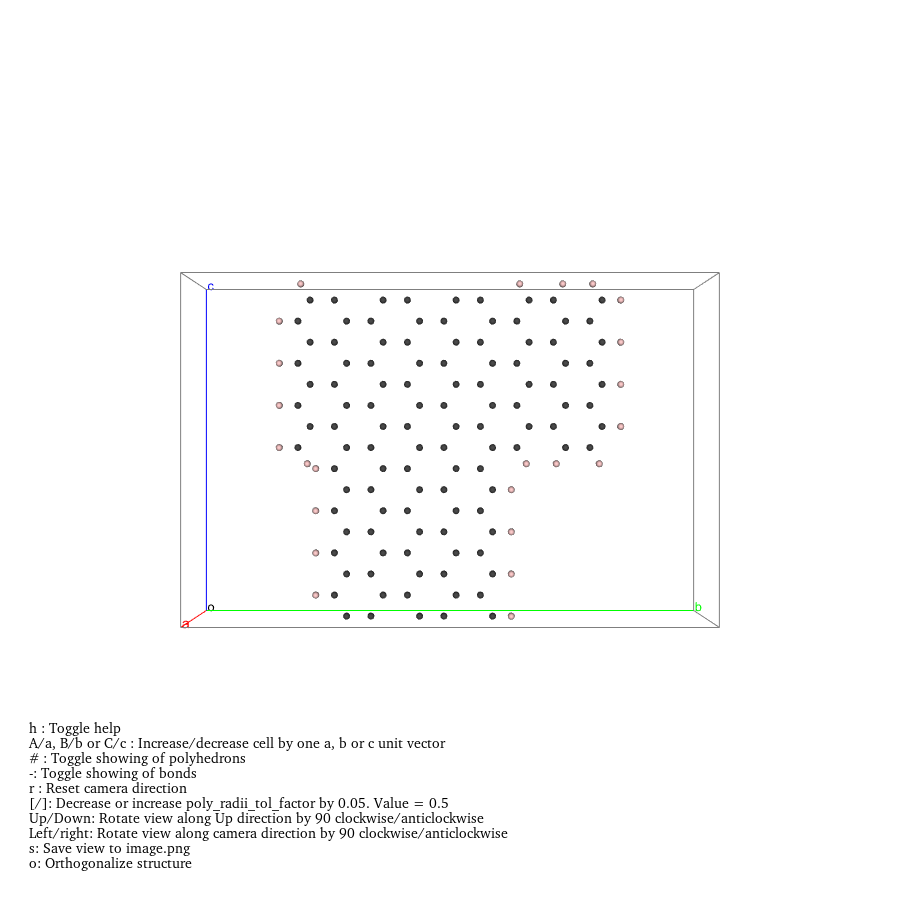 c
o
b
a
h : Toggle help
A/a, B/b or C/c : Increase/decrease cell by one a, b or c unit vector
# : Toggle showing of polyhedrons
-: Toggle showing of bonds
r : Reset camera direction
[/]: Decrease or increase poly_radii_tol_factor by 0.05. Value = 0.5
Up/Down: Rotate view along Up direction by 90 clockwise/anticlockwise
Left/right: Rotate view along camera direction by 90 clockwise/anticlockwise
s: Save view to image.png
o: Orthogonalize structure